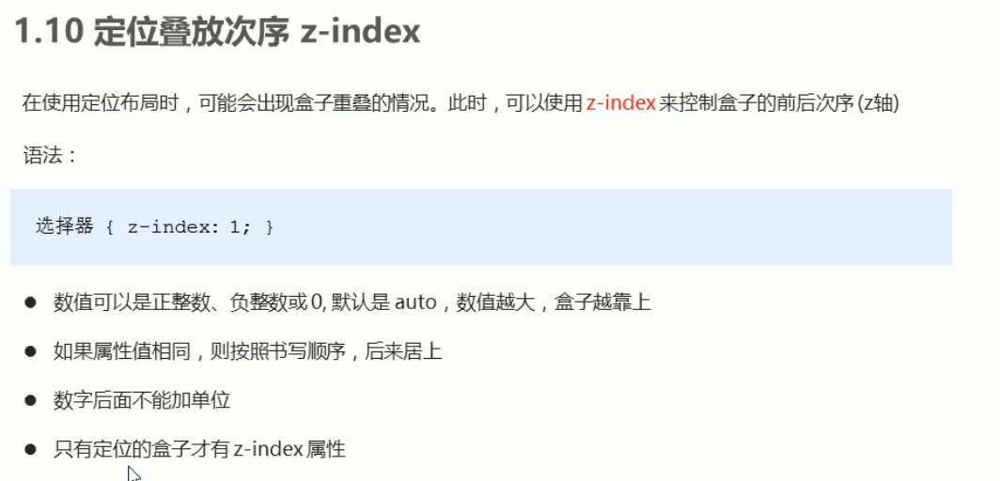 1.10 定位叠放次序 z-index
在使用定位布局时，可能会出现盒子重叠的情况。此时，可以使用 z-index 来控制盒子的前后次序 (z轴)
语法：
选择器 { z-index: 1; }
● 数值可以是正整数、负整数或 0, 默认是 auto，数值越大，盒子越靠上
● 如果属性值相同，则按照书写顺序，后来居上
● 数字后面不能加单位
● 只有定位的盒子才有 z-index 属性